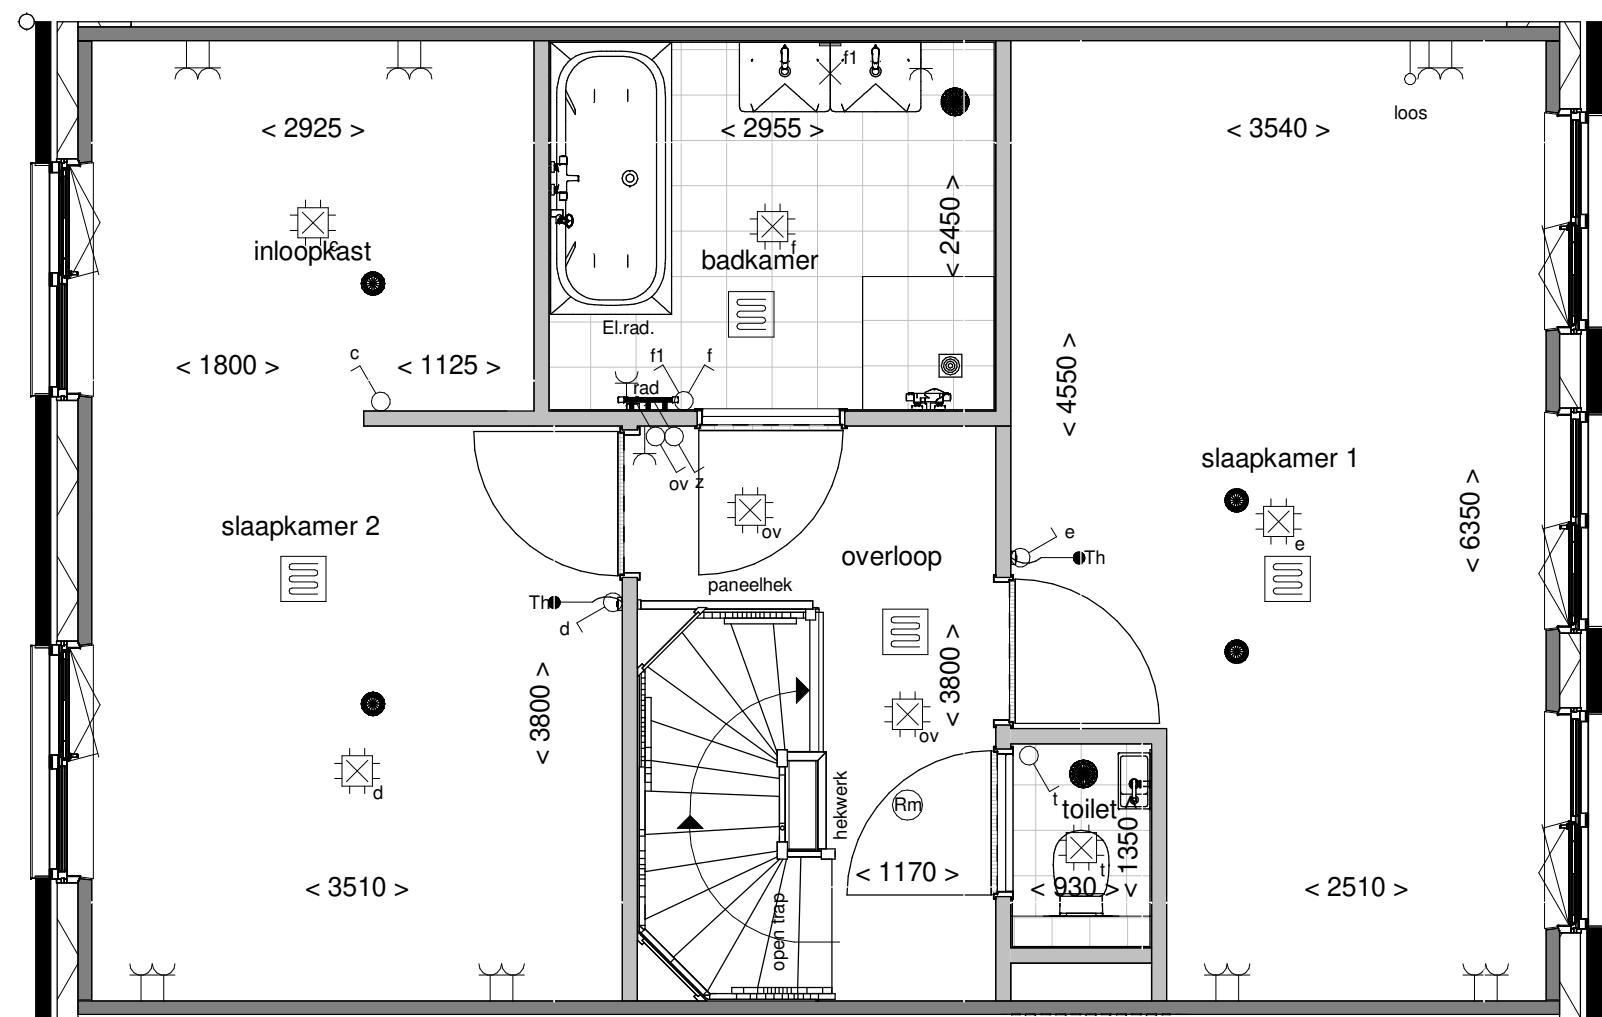 f1
loos
< 2925 >
< 2955 >
< 3540 >
< 2450 >
c
inloopkast
f
badkamer
El.rad.
c
f1
f
< 1800 >
< 1125 >
rad
< 4550 >
slaapkamer 1
ov
z
< 6350 >
slaapkamer 2
ov
e
e
overloop
Th
paneelhek
Th
d
< 3800 >
< 3800 >
ov
d
hekwerk
Rm
t
toilet
< 1350 >
t
< 3510 >
< 1170 >
< 930 >
< 2510 >
open trap